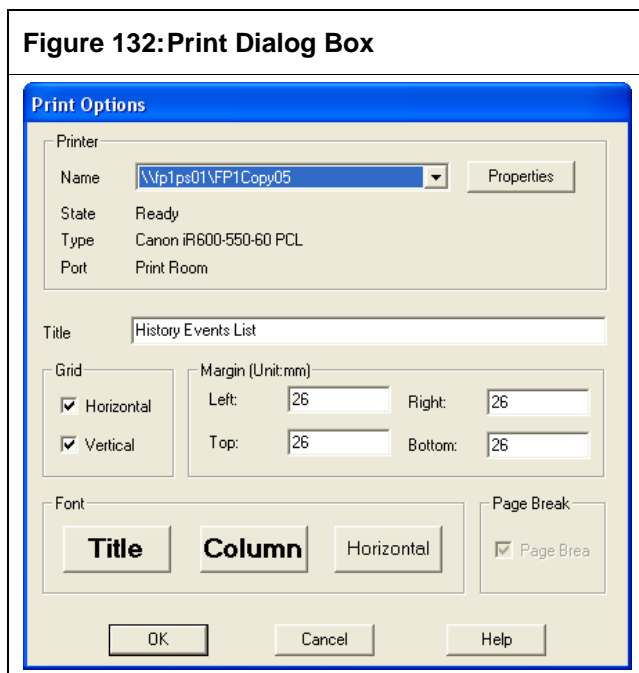 Figure 132: Print Dialog Box
Print Options
Printer
Name \\fp1ps01\FP1Copy05 Properties
State Ready
Type Canon iR600-550-60 PCL
Port Print Room
Title History Events List
Grid Margin (Unit:mm)
Horizontal Left: 26 Right: 26
Vertical Top: 26 Bottom: 26
Font Page Break
Title Column Horizontal Page Brea
OK Cancel Help